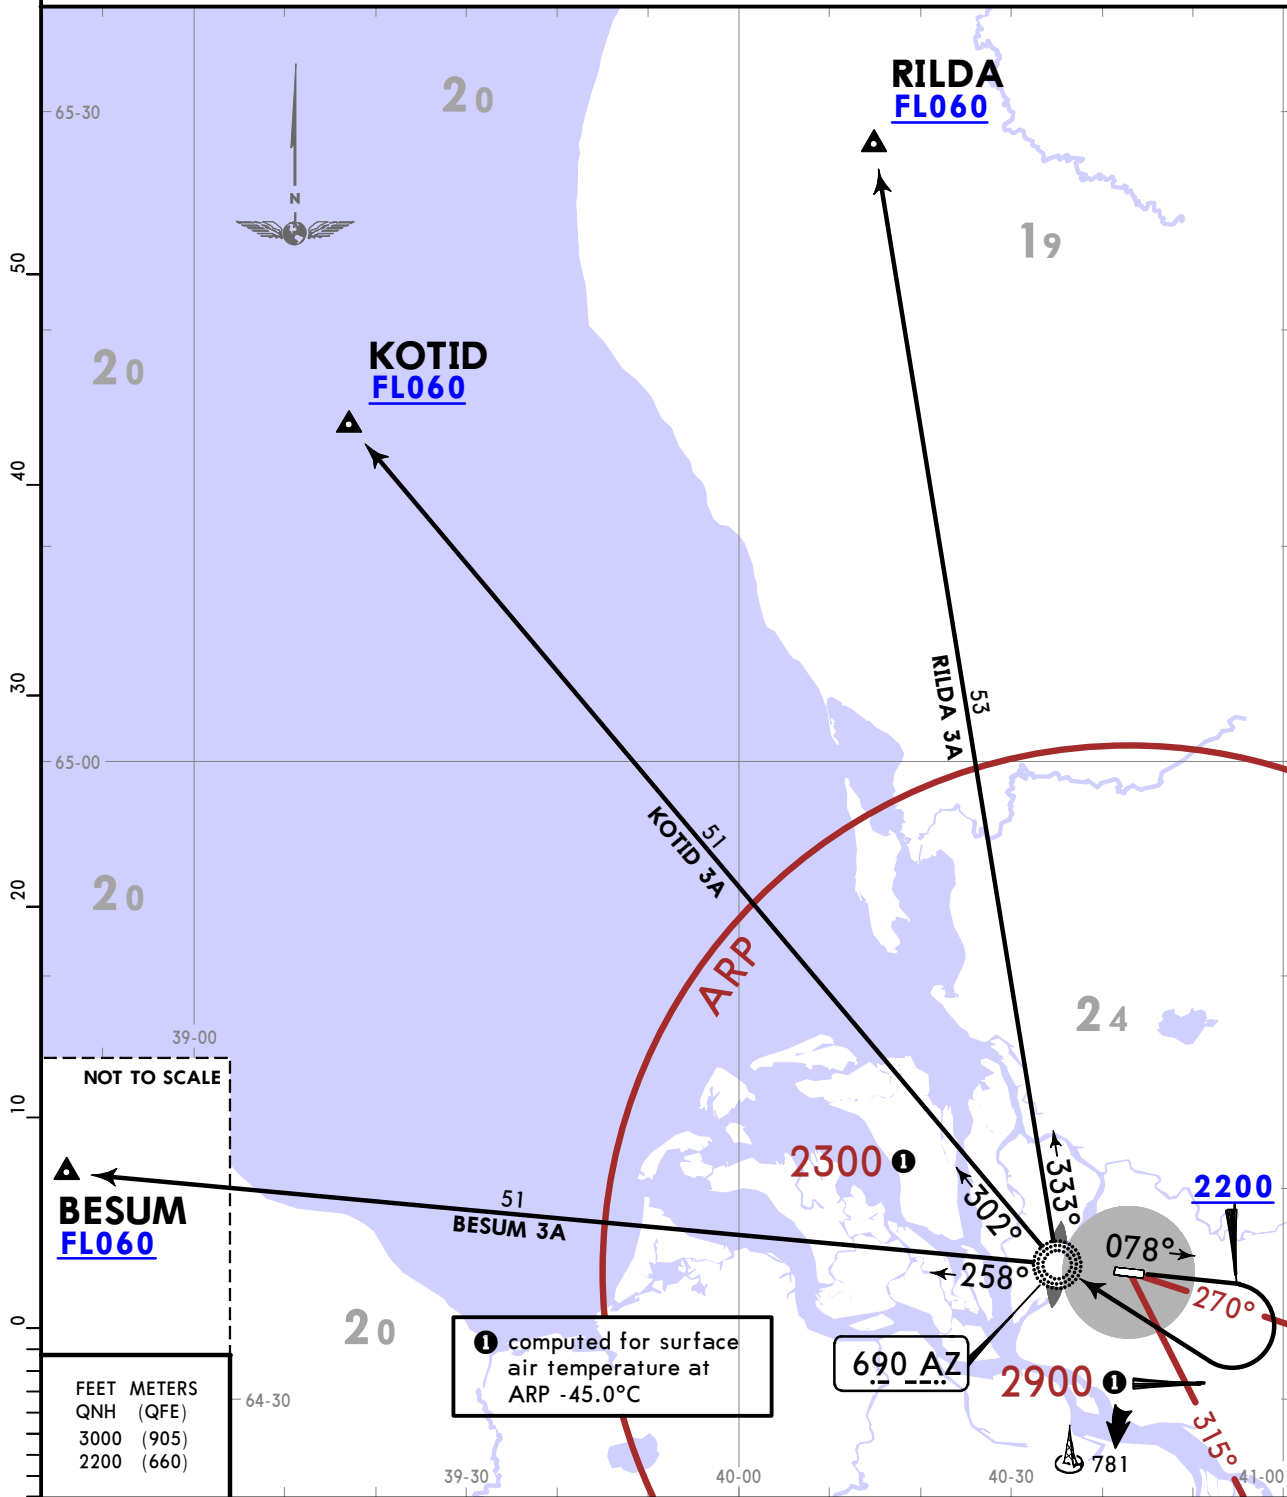 RILDA
FL060
20
65-30
N
19
50
KOTID
FL060
20
40
30
RILDA 3A
53
65-00
51
KOTID 3A
20
20
ARP
24
39-00
NOT TO SCALE
10
2300 1
333°
302°
2200
51
BESUM 3A
BESUM
FL060
078°
258°
270°
0
20
1 computed for surface
air temperature at
ARP -45.0°C
690 AZ
2900 1
FEET METERS
QNH (QFE)
3000 (905)
2200 (660)
64-30
315°
781
39-30
40-00
40-30
41-00